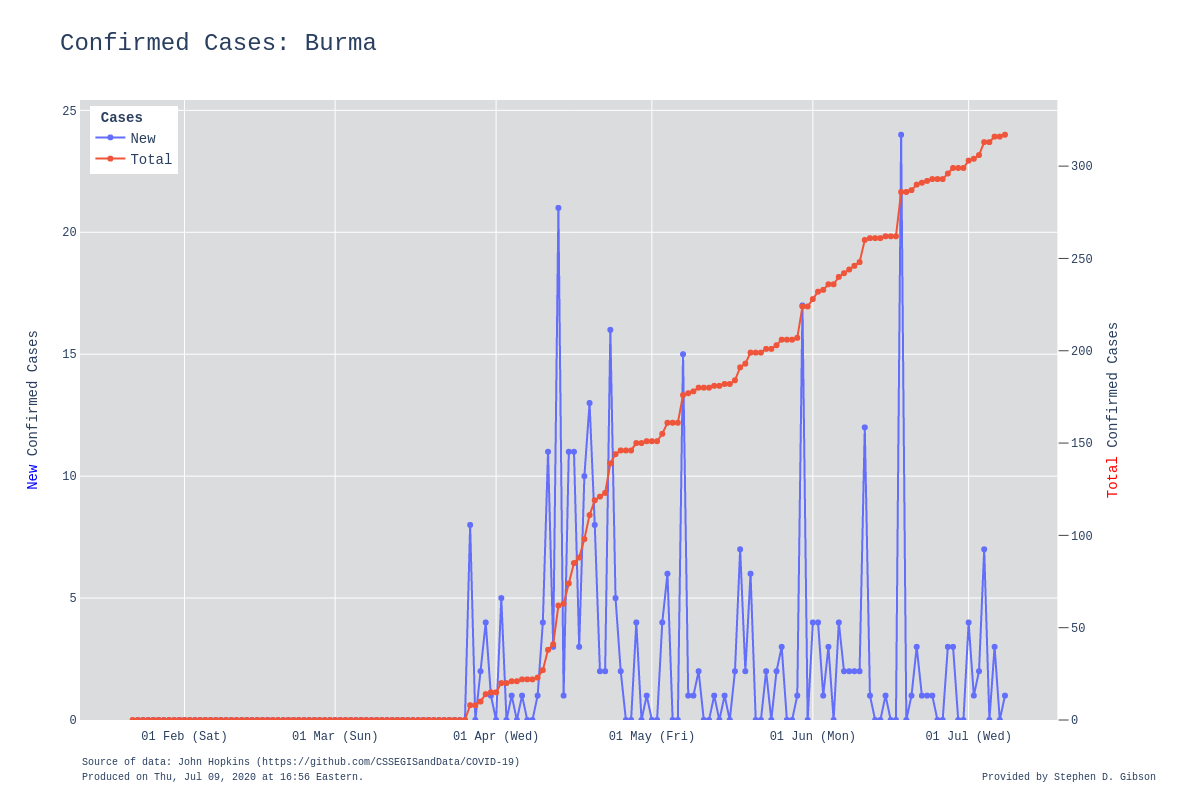 Confirmed Cases: Burma
Cases
New
Total
25
20
15
10
5
0
300
250
200
150
100
50
0
New Confirmed Cases
Total Confirmed Cases
01 Feb (Sat)
01 Mar (Sun)
01 Apr (Wed)
01 May (Fri)
01 Jun (Mon)
01 Jul (Wed)
Source of data: John Hopkins (https://github.com/CSSEGISandData/COVID-19)
Produced on Thu, Jul 09, 2020 at 16:56 Eastern.
Provided by Stephen D. Gibson